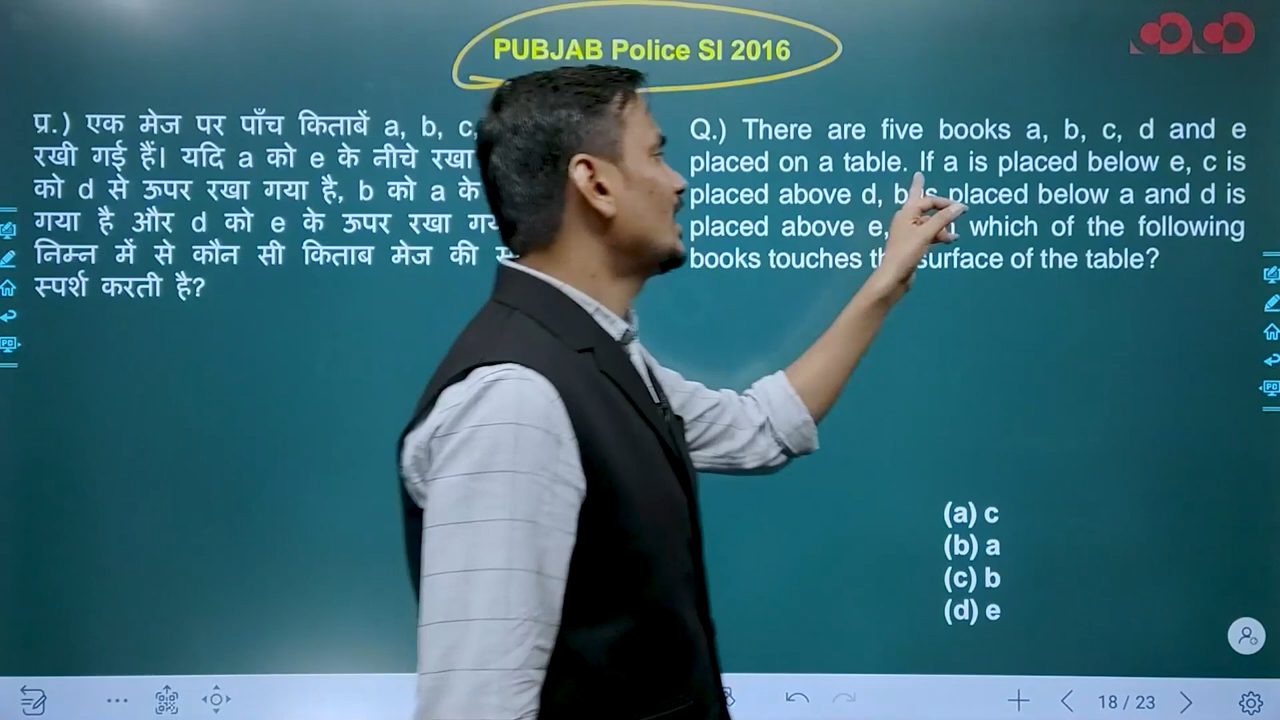 PUBJAB Police SI 2016
प्र.) एक मेज पर पाँच किताबें a, b, c,
रखी गई हैं। यदि a को e के नीचे रखा
को d से ऊपर रखा गया है, b को a के
गया है और d को e के ऊपर रखा
निम्न में से कौन सी किताब मेज की
स्पर्श करती है?
Q.) There are five books a, b, c, d and e
placed on a table. If a is placed below e, c is
placed above d, b is placed below a and d is
placed above e, which of the following
books touches surface of the table?
(a) c
(b) a
(c) b
(d) e
18 / 23